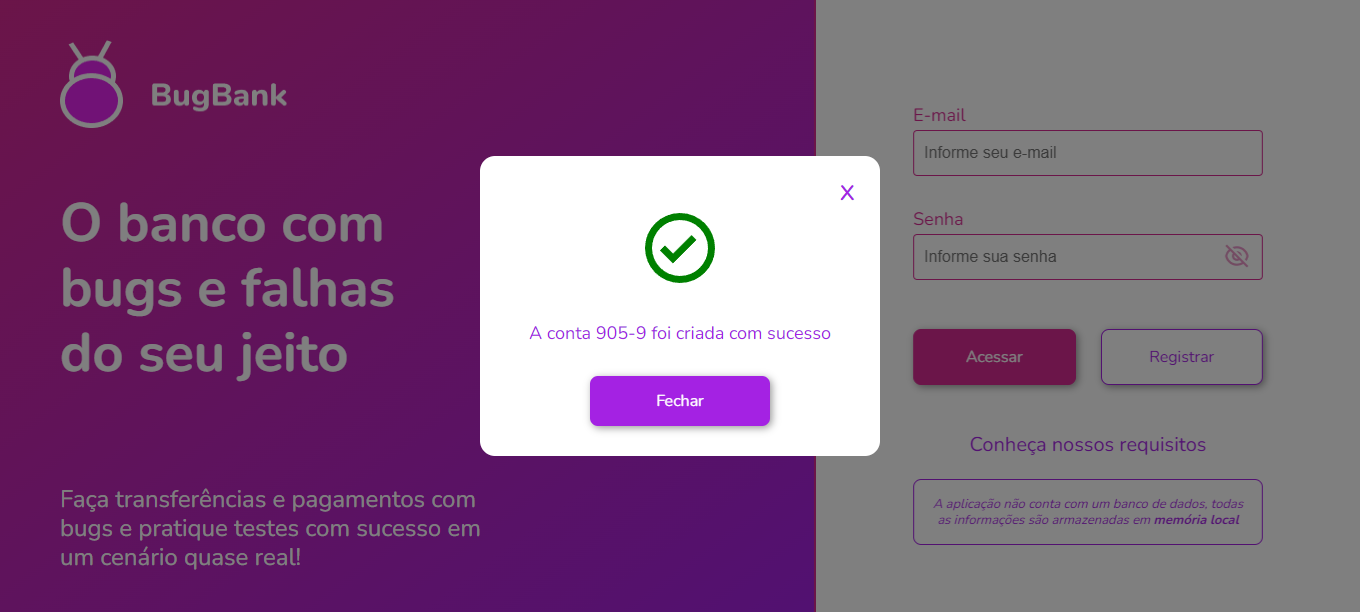 BugBank
O banco com
bugs e falhas
do seu jeito
Faça transferências e pagamentos com
bugs e pratique testes com sucesso em
um cenário quase real!
X
A conta 905-9 foi criada com sucesso
Fechar
E-mail
Informe seu e-mail
Senha
Informe sua senha
Acessar
Registrar
Conheça nossos requisitos
A aplicação não conta com um banco de dados, todas
as informações são armazenadas em memória local